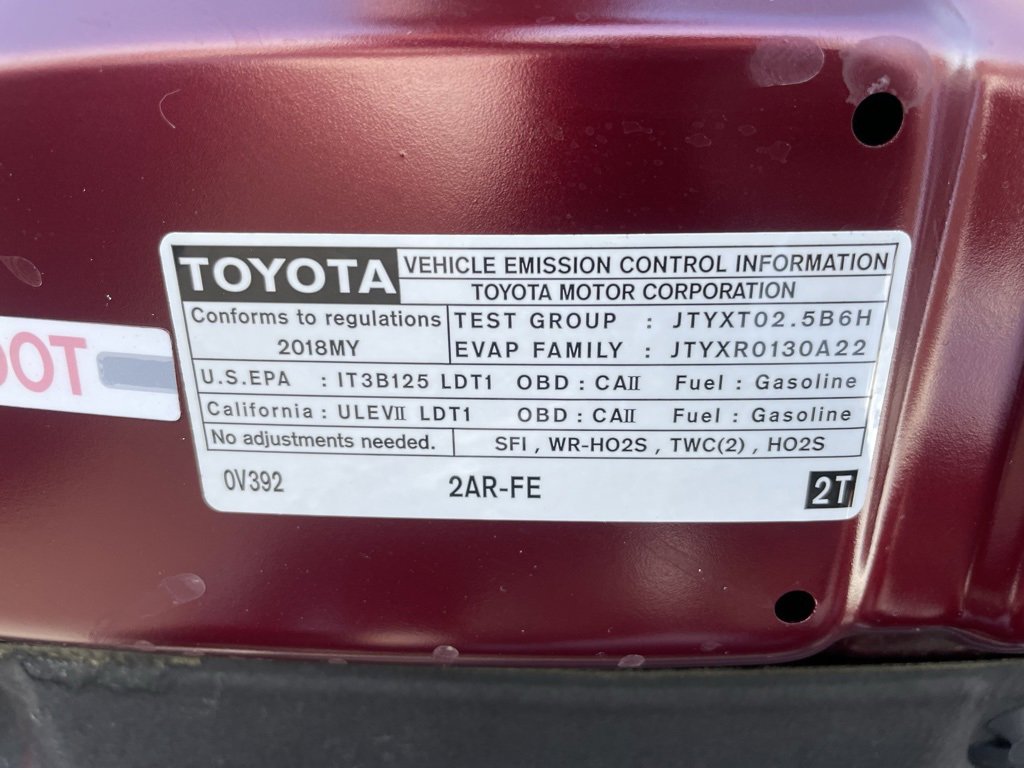 TOYOTA
VEHICLE EMISSION CONTROL INFORMATION
TOYOTA MOTOR CORPORATION
Conforms to regulations
2018MY
TEST GROUP : JTYXT02.5B6H
EVAP FAMILY : JTYXR0130A22
U.S.EPA : IT3B125 LDT1 OBD : CAII Fuel : Gasoline
California : ULEVII LDT1 OBD : CAII Fuel : Gasoline
No adjustments needed.
SFI , WR-HO2S , TWC(2) , HO2S
0V392 2AR-FE 2T